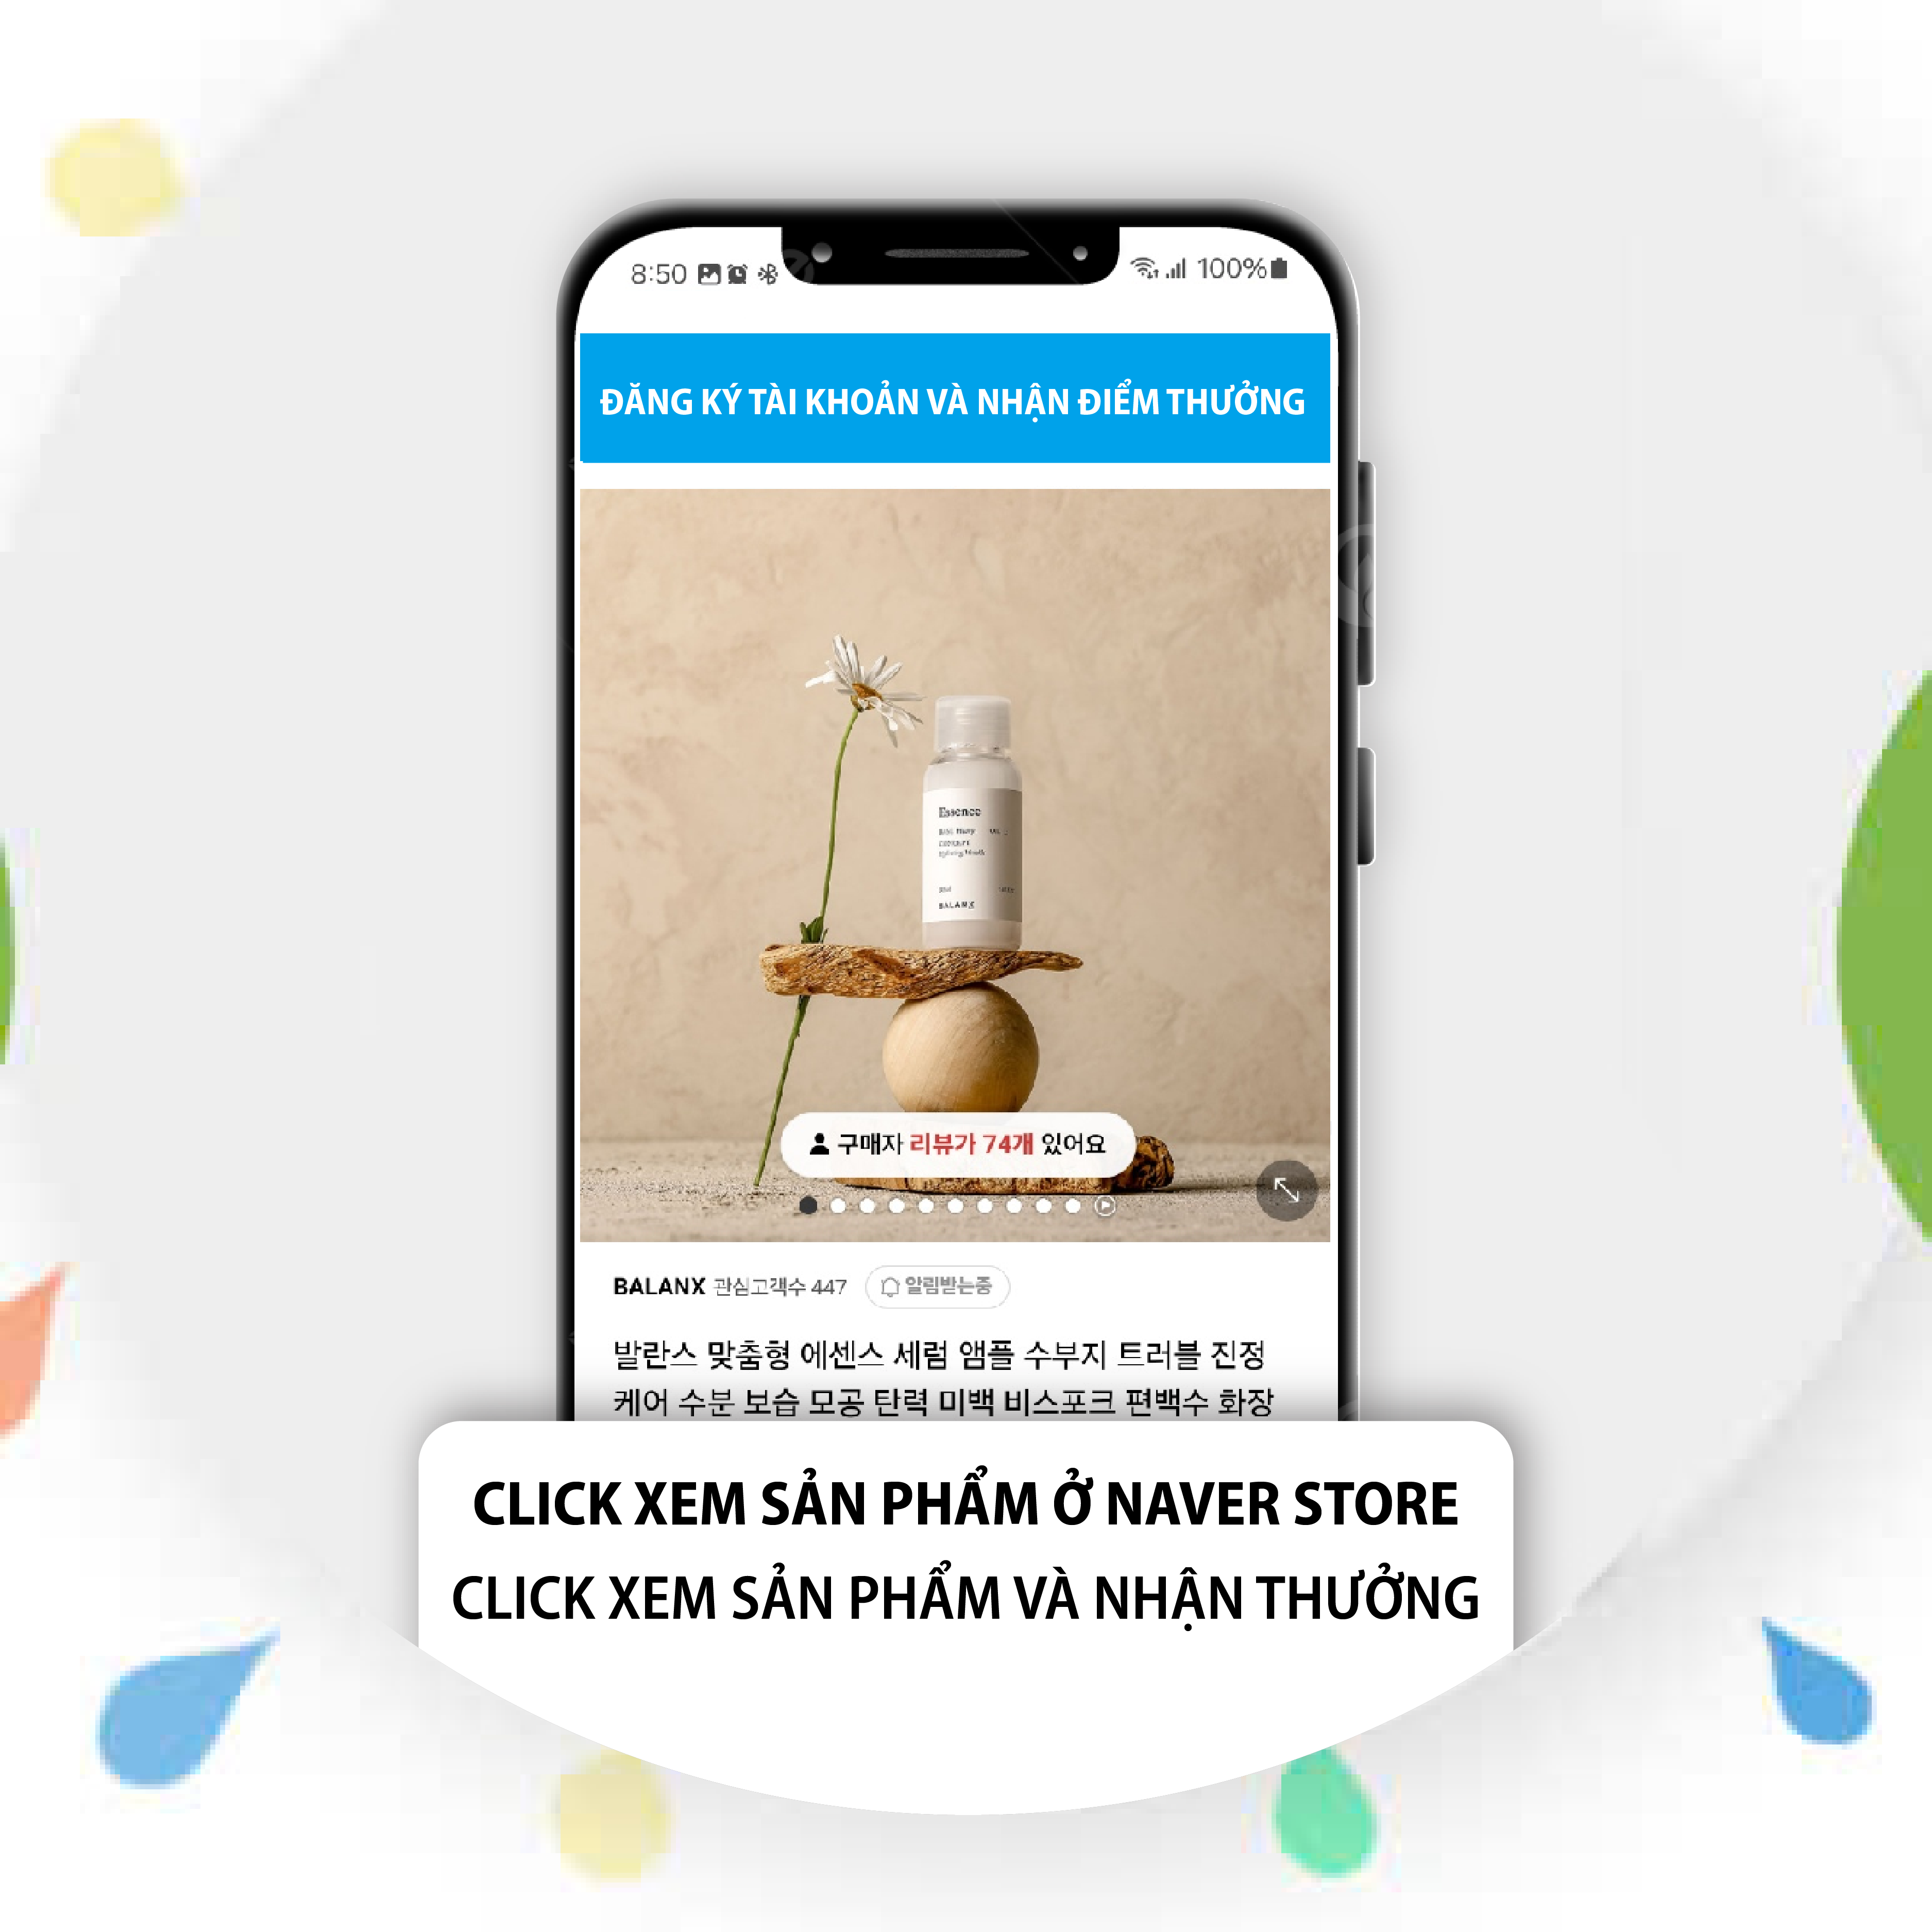 8:50
100%
ĐĂNG KÝ TÀI KHOẢN VÀ NHẬN ĐIỂM THƯỞNG
Essence
BALANX
구매자 리뷰가 74개 있어요
BALANX 관심고객수 447 알림받는중
발란스 맞춤형 에센스 세럼 앰플 수부지 트러블 진정
케어 수분 보습 모공 탄력 미백 비스포크 편백수 화장
CLICK XEM SẢN PHẨM Ở NAVER STORE
CLICK XEM SẢN PHẨM VÀ NHẬN THƯỞNG